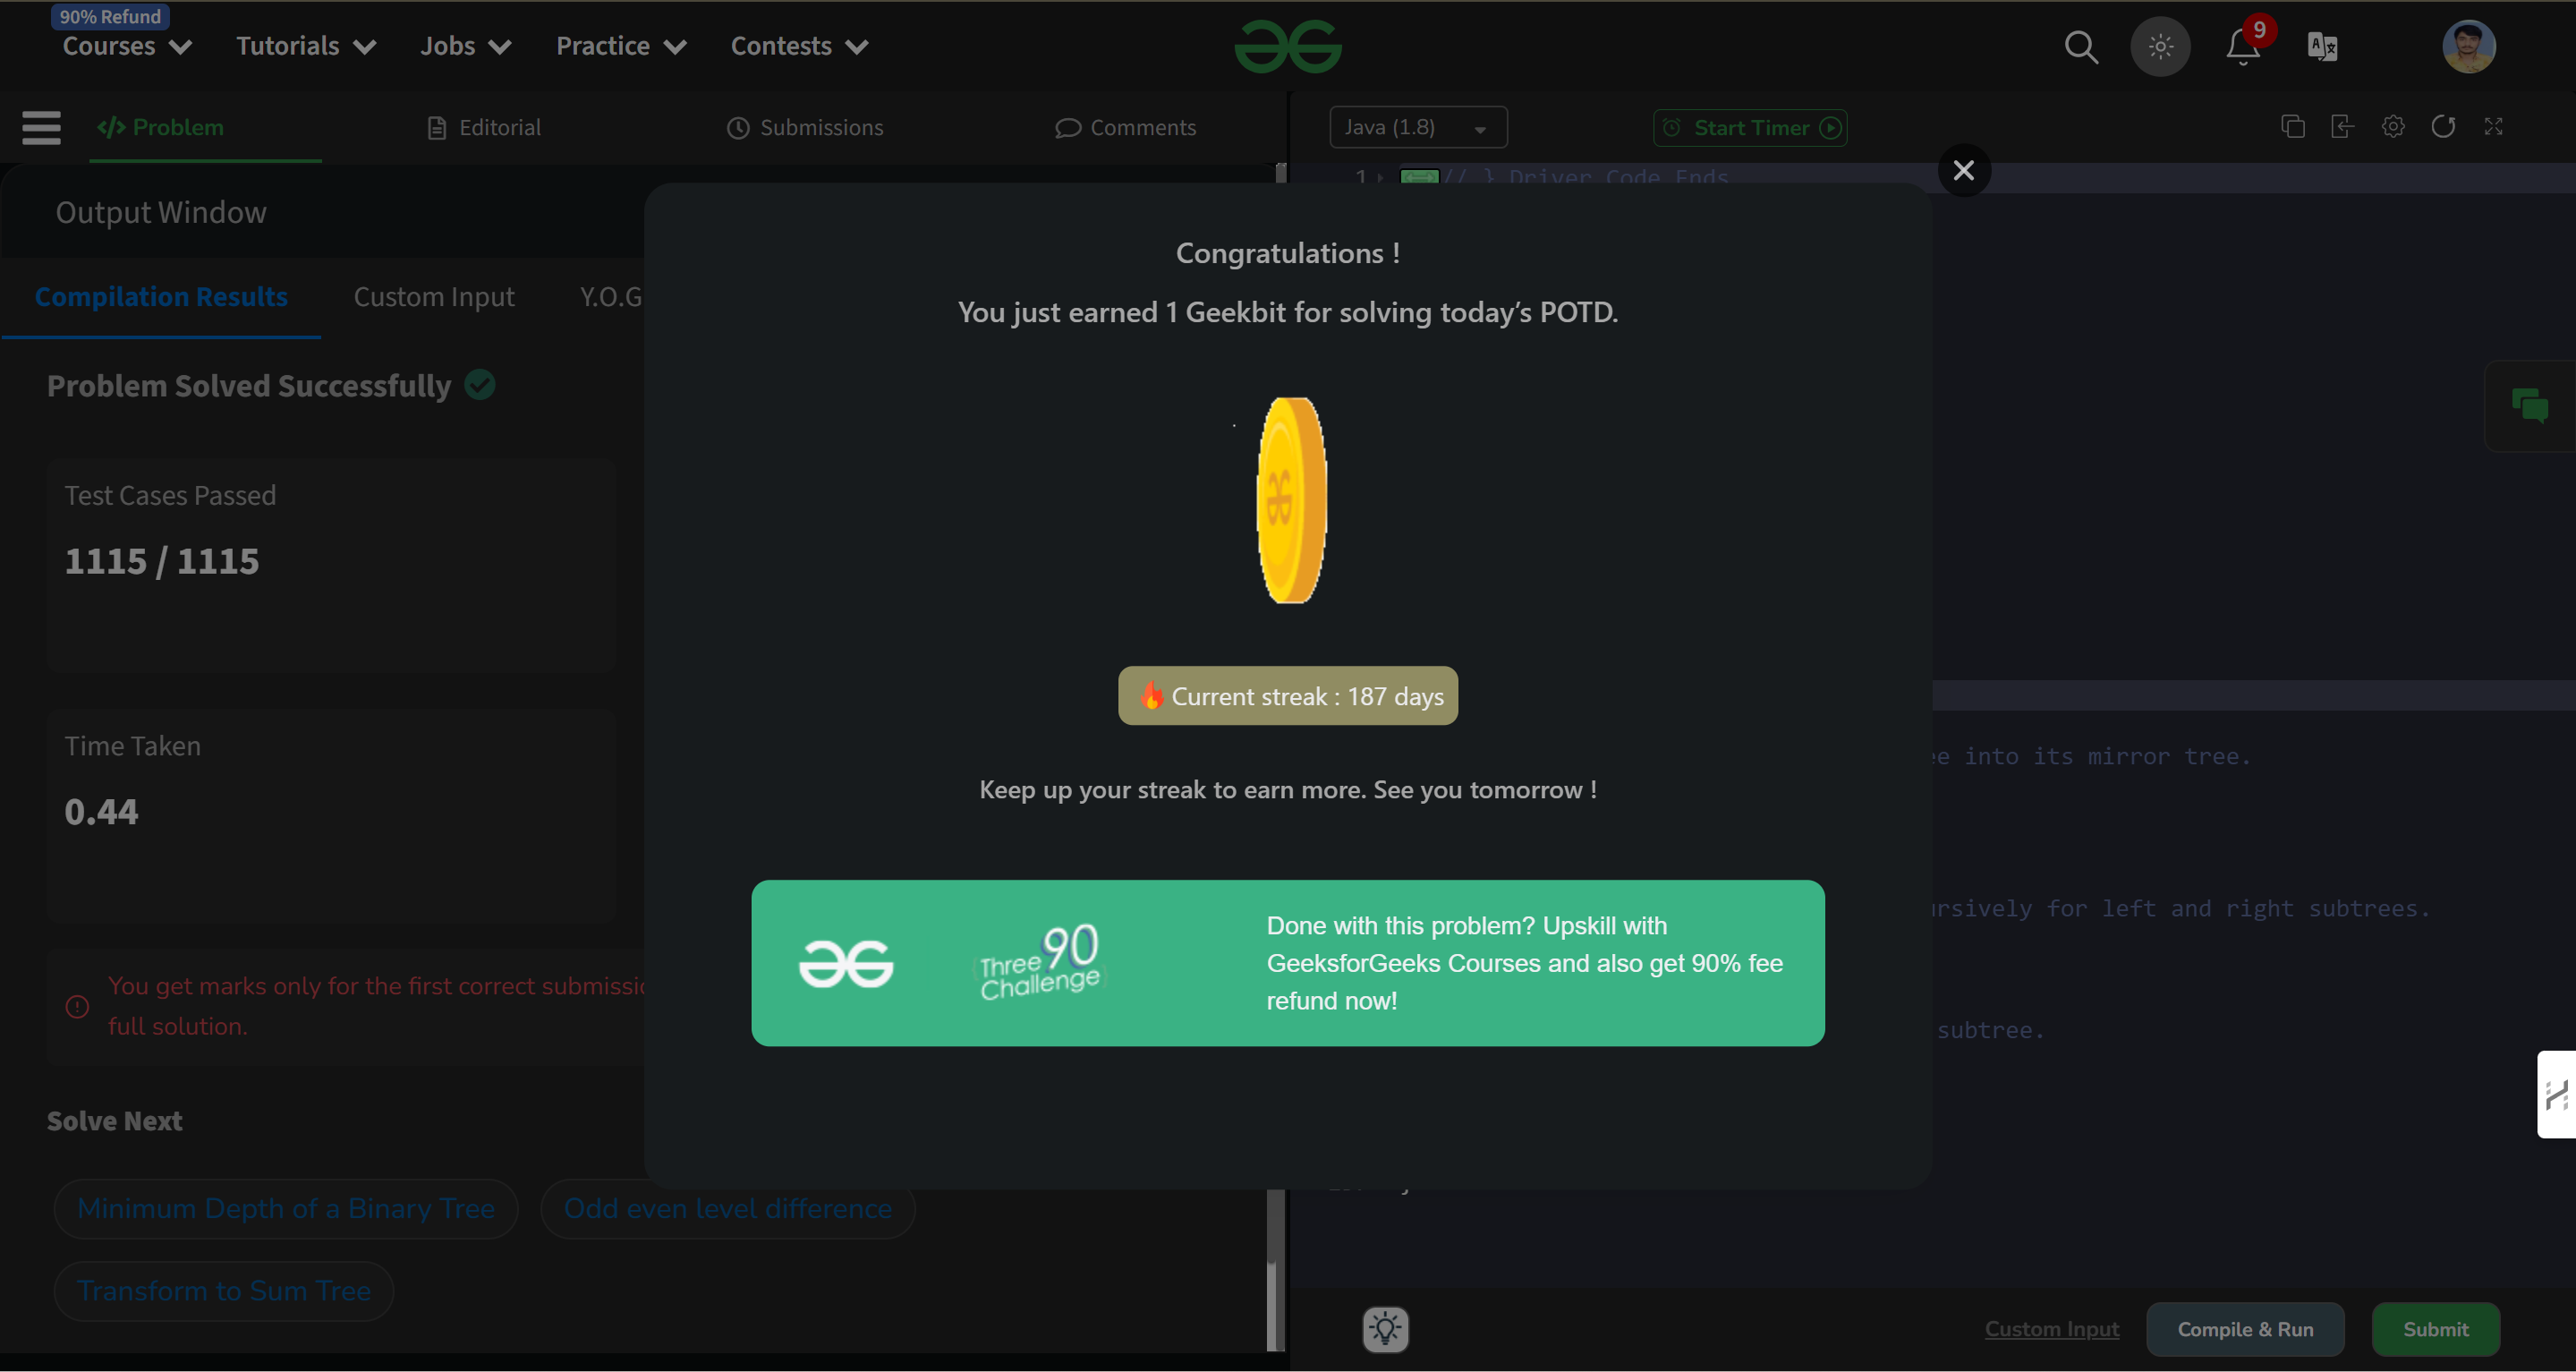 90% Refund
Courses
Tutorials
Jobs
Practice
Contests
9
Problem
Editorial
Submissions
Comments
Java (1.8)
Start Timer
1
// } Driver Code Ends
Output Window
Compilation Results
Custom Input
Y.O.G
Problem Solved Successfully
Test Cases Passed
1115 / 1115
Time Taken
0.44
You get marks only for the first correct submissio
full solution.
Solve Next
Minimum Depth of a Binary Tree
Odd even level difference
Transform to Sum Tree
Congratulations !
You just earned 1 Geekbit for solving today's POTD.
Current streak : 187 days
Keep up your streak to earn more. See you tomorrow !
Three 90
Challenge
Done with this problem? Upskill with
GeeksforGeeks Courses and also get 90% fee
refund now!
ee into its mirror tree.
ursively for left and right subtrees.
subtree.
Custom Input
Compile & Run
Submit